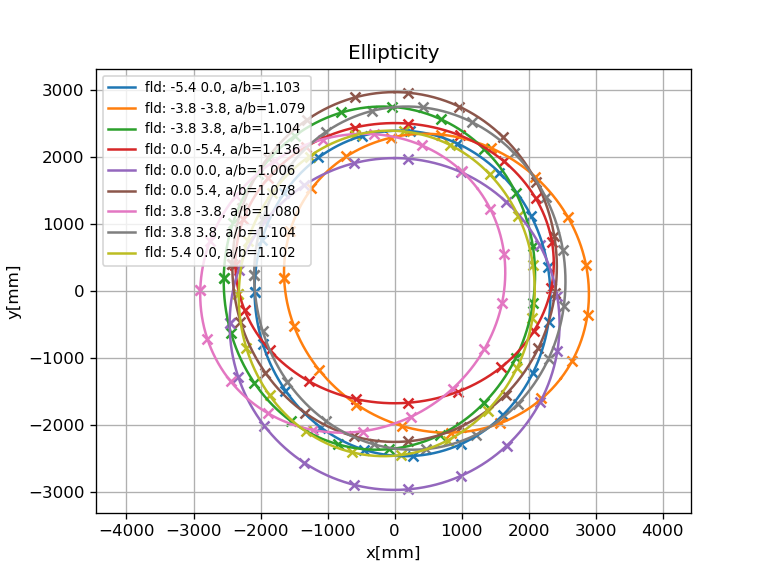 Ellipticity
fld: -5.4 0.0, a/b=1.103
fld: -3.8 -3.8, a/b=1.079
fld: -3.8 3.8, a/b=1.104
fld: 0.0 -5.4, a/b=1.136
fld: 0.0 0.0, a/b=1.006
fld: 0.0 5.4, a/b=1.078
fld: 3.8 -3.8, a/b=1.080
fld: 3.8 3.8, a/b=1.104
fld: 5.4 0.0, a/b=1.102
3000
2000
1000
0
−1000
−2000
−3000
y[mm]
−4000 −3000 −2000 −1000 0 1000 2000 3000 4000
x[mm]